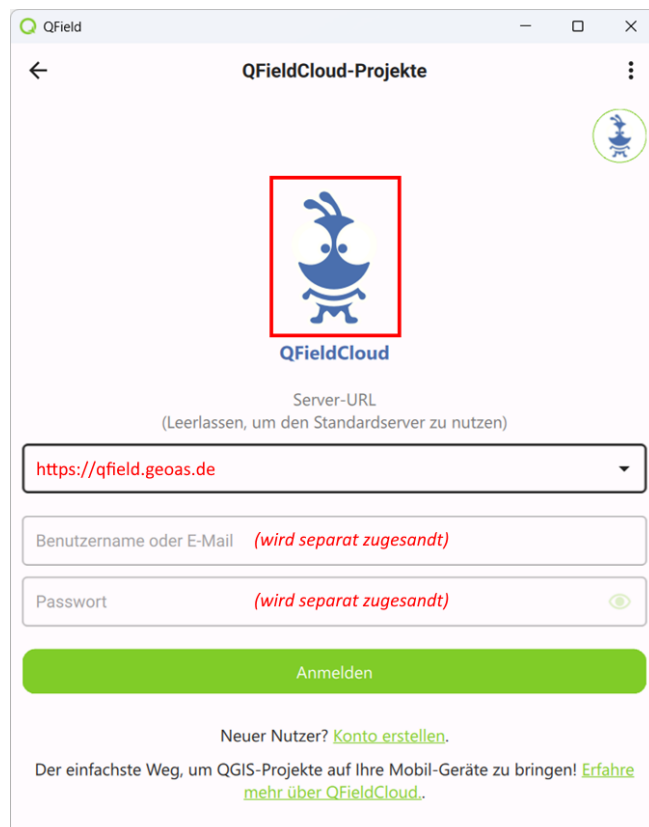 QField
QFieldCloud-Projekte
QFieldCloud
Server-URL
(Leerlassen, um den Standardserver zu nutzen)
https://qfield.geoas.de
Benutzername oder E-Mail (wird separat zugesandt)
Passwort (wird separat zugesandt)
Anmelden
Neuer Nutzer? Konto erstellen.
Der einfachste Weg, um QGIS-Projekte auf Ihre Mobil-Geräte zu bringen! Erfahre
mehr über QFieldCloud..